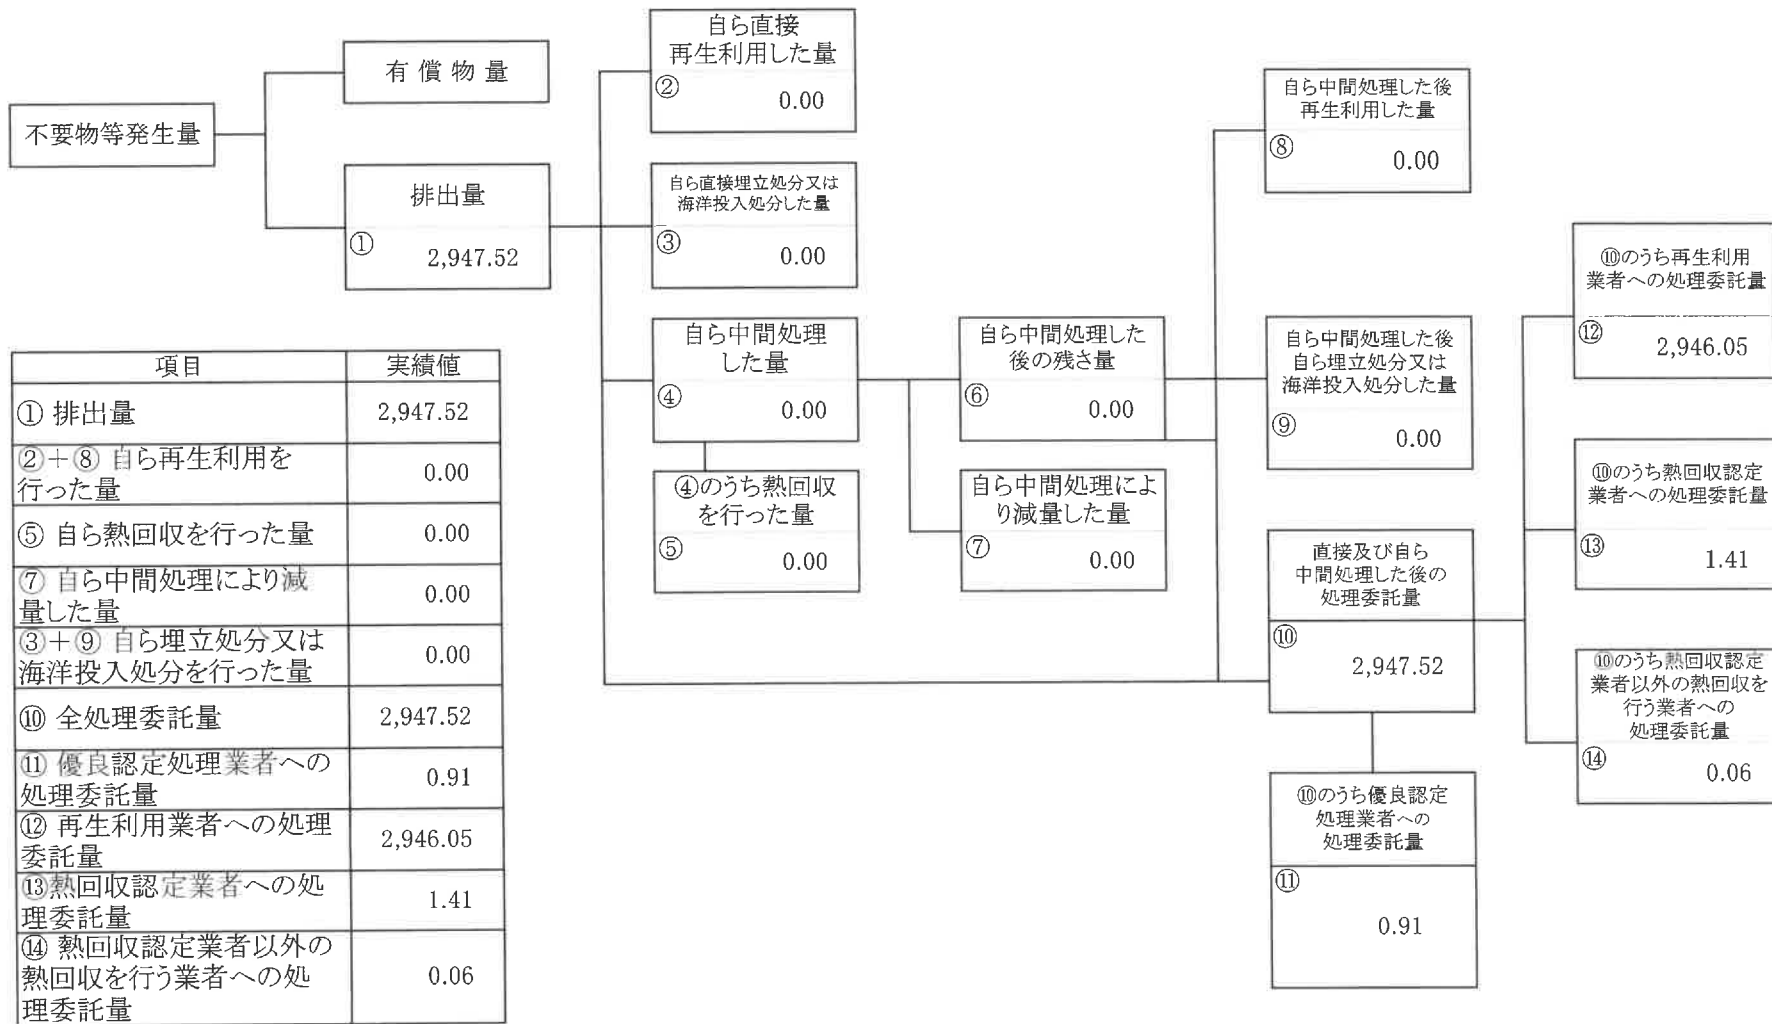 不要物等発生量
有償物量
排出量
①
2,947.52
自ら直接
再生利用した量
②
0.00
自ら直接埋立処分又は
海洋投入処分した量
③
0.00
自ら中間処理
した量
④
0.00
④のうち熱回収
を行った量
⑤
0.00
自ら中間処理した
後の残さ量
⑥
0.00
自ら中間処理によ
り減量した量
⑦
0.00
自ら中間処理した後
再生利用した量
⑧
0.00
自ら中間処理した後
自ら埋立処分又は
海洋投入処分した量
⑨
0.00
直接及び自ら
中間処理した後の
処理委託量
⑩
2,947.52
⑩のうち優良認定
処理業者への
処理委託量
⑪
0.91
⑩のうち再生利用
業者への処理委託量
⑫
2,946.05
⑩のうち熱回収認定
業者への処理委託量
⑬
1.41
⑩のうち熱回収認定
業者以外の熱回収を
行う業者への
処理委託量
⑭
0.06
項目 実績値
① 排出量 2,947.52
②+⑧ 自ら再生利用を
行った量 0.00
⑤ 自ら熱回収を行った量 0.00
⑦ 自ら中間処理により減
量した量 0.00
③+⑨ 自ら埋立処分又は
海洋投入処分を行った量 0.00
⑩ 全処理委託量 2,947.52
⑪ 優良認定処理業者への
処理委託量 0.91
⑫ 再生利用業者への処理
委託量 2,946.05
⑬熱回収認定業者への処
理委託量 1.41
⑭ 熱回収認定業者以外の
熱回収を行う業者への処
理委託量 0.06